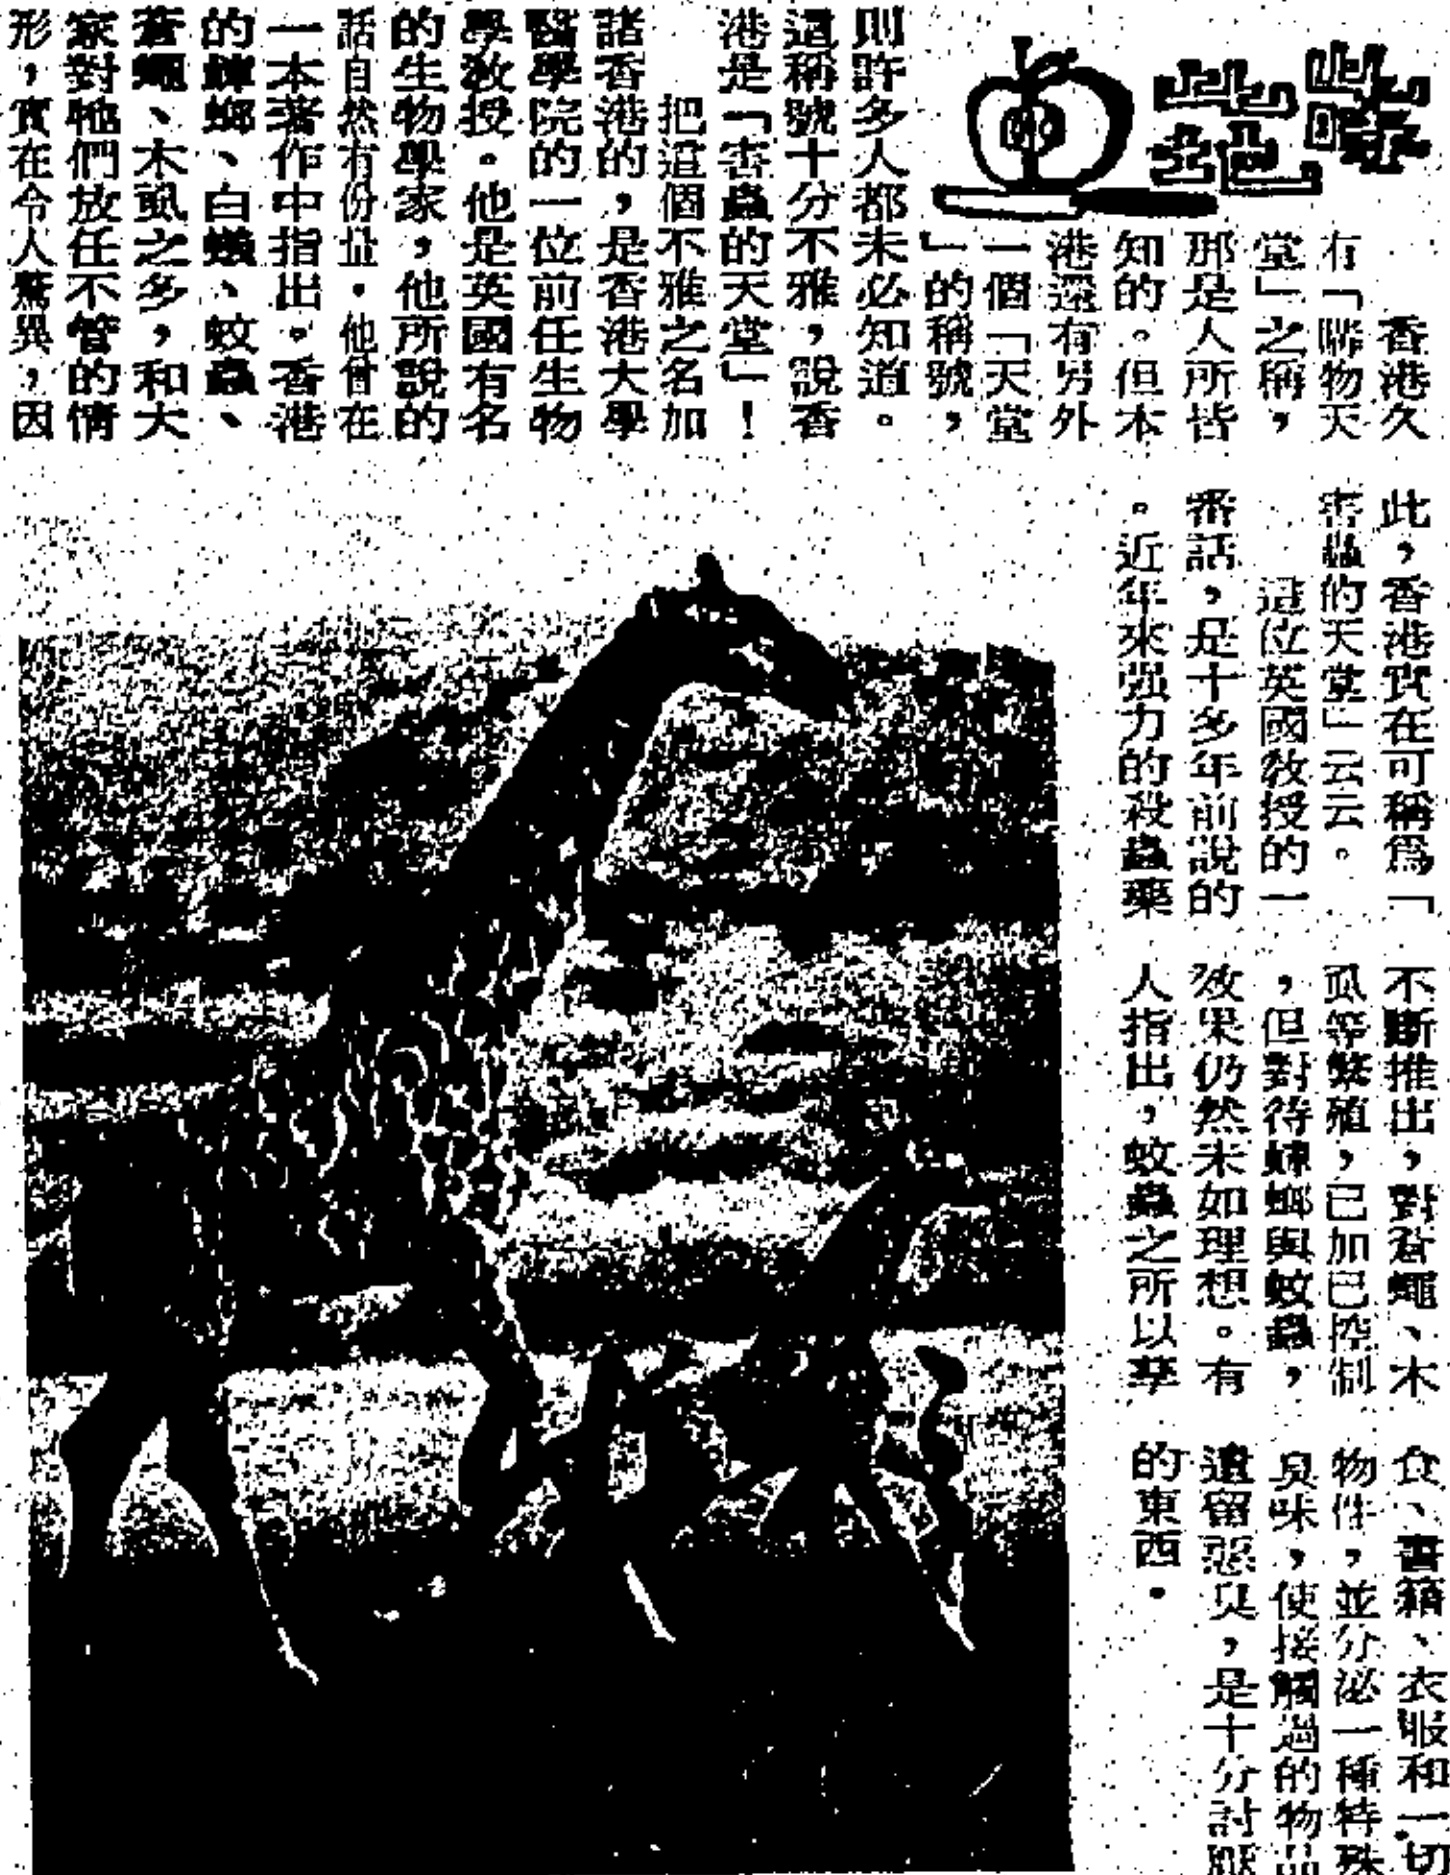 香港久
有「購物天
堂」之稱，
那是人所皆
知的。但本
港還有另外
一個「天堂
」的稱號，
則許多人都未必知道。
這稱號十分不雅，說香
港是「害蟲的天堂」！
把這個不雅之名加
諸香港的，是香港大學
醫學院的一位前任生物
學教授。他是英國有名
的生物學家，他所說的
話自然有份量。他曾在
一本著作中指出。香港
的蟑螂、白蟻、蚊蟲、
蒼蠅、木虱之多，和大
家對牠們放任不管的情
形，實在令人驚異，因
此，香港實在可稱爲「
害蟲的天堂」云云。
這位英國教授的一
番話，是十多年前說的
。近年來强力的殺蟲藥
不斷推出，對蒼蠅、木
虱等繁殖，已加已控制
，但對待蟑螂與蚊蟲，
效果仍然未如理想。有
人指出，蚊蟲之所以孳
食、書籍、衣服和一切
物件，並分泌一種特殊
臭味，使接觸過的物品
遺留惡臭，是十分討厭
的東西。